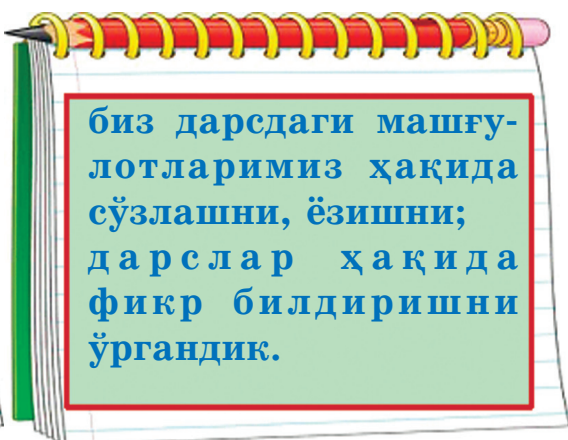 биз дарсдаги машғу-
лотларимиз ҳақида
сўзлашни, ёзишни;
дарслар ҳақида
фикр билдиришни
ўргандик.